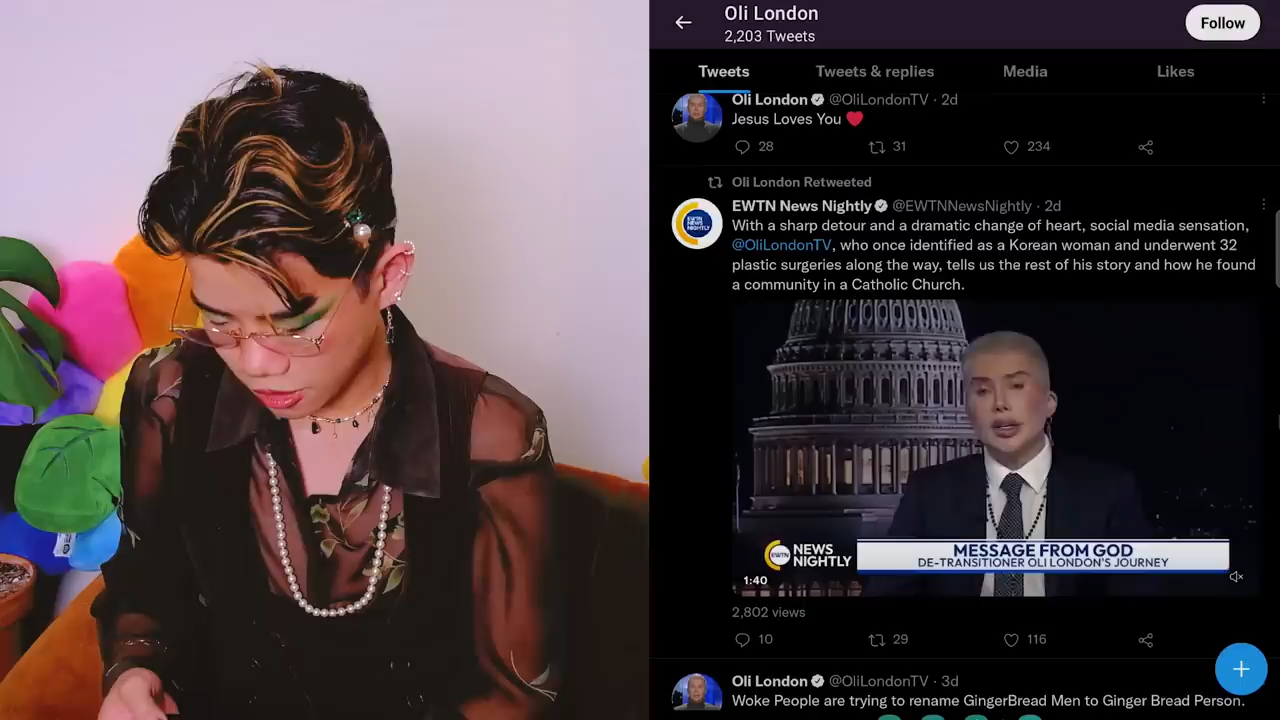 Oli London
2,203 Tweets
Follow
Tweets
Tweets & replies
Media
Likes
Oli London @OliLondonTV · 2d
Jesus Loves You ❤️
28
31
234
Oli London Retweeted
EWTN News Nightly @EWTNNewsNightly · 2d
With a sharp detour and a dramatic change of heart, social media sensation,
@OliLondonTV, who once identified as a Korean woman and underwent 32
plastic surgeries along the way, tells us the rest of his story and how he found
a community in a Catholic Church.
EWTN
NEWS
NIGHTLY
EWTN
NEWS
NIGHTLY
MESSAGE FROM GOD
DE-TRANSITIONER OLI LONDON'S JOURNEY
1:40
2,802 views
10
29
116
Oli London @OliLondonTV · 3d
Woke People are trying to rename GingerBread Men to Ginger Bread Person.